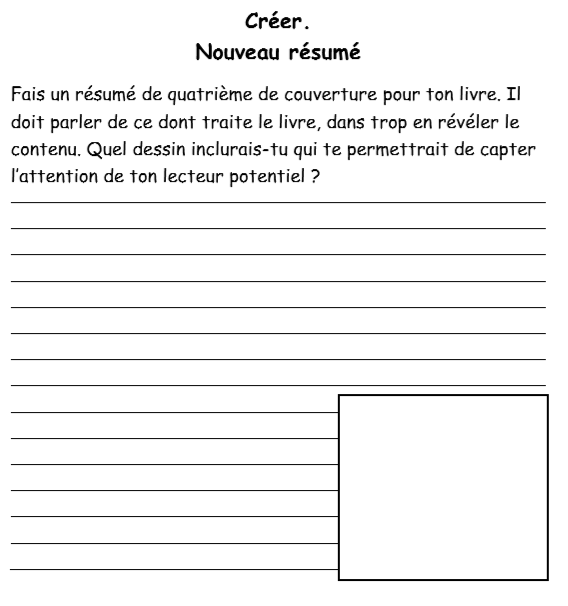 Créer.
Nouveau résumé
Fais un résumé de quatrième de couverture pour ton livre. Il
doit parler de ce dont traite le livre, dans trop en révéler le
contenu. Quel dessin inclurais-tu qui te permettrait de capter
l'attention de ton lecteur potentiel ?